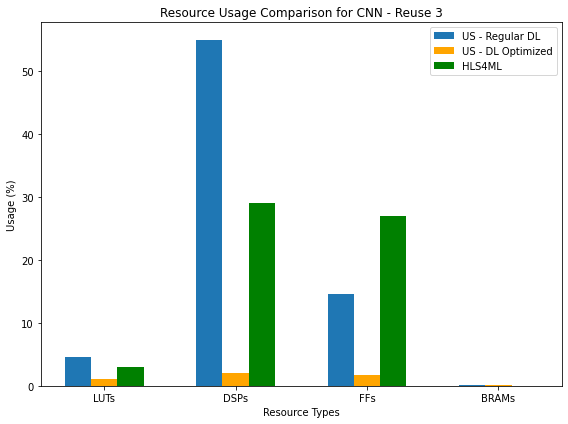 Resource Usage Comparison for CNN - Reuse 3
US - Regular DL
US - DL Optimized
HLS4ML
Usage (%)
50
40
30
20
10
0
LUTs
DSPs
FFs
BRAMs
Resource Types